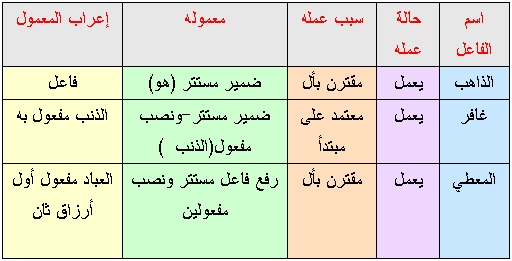 اسم الفاعل
حالة عمله
سبب عمله
معموله
إعراب المعمول
الذاهب
يعمل
مقترن بأل
ضمير مستتر (هو)
فاعل
غافر
يعمل
معتمد على
مبتدأ
ضمير مستتر-ونصب
مفعول(الذنب )
الذنب مفعول به
المعطي
يعمل
مقترن بأل
رفع فاعل مستتر ونصب
مفعولين
العباد مفعول أول
أرزاق ثان